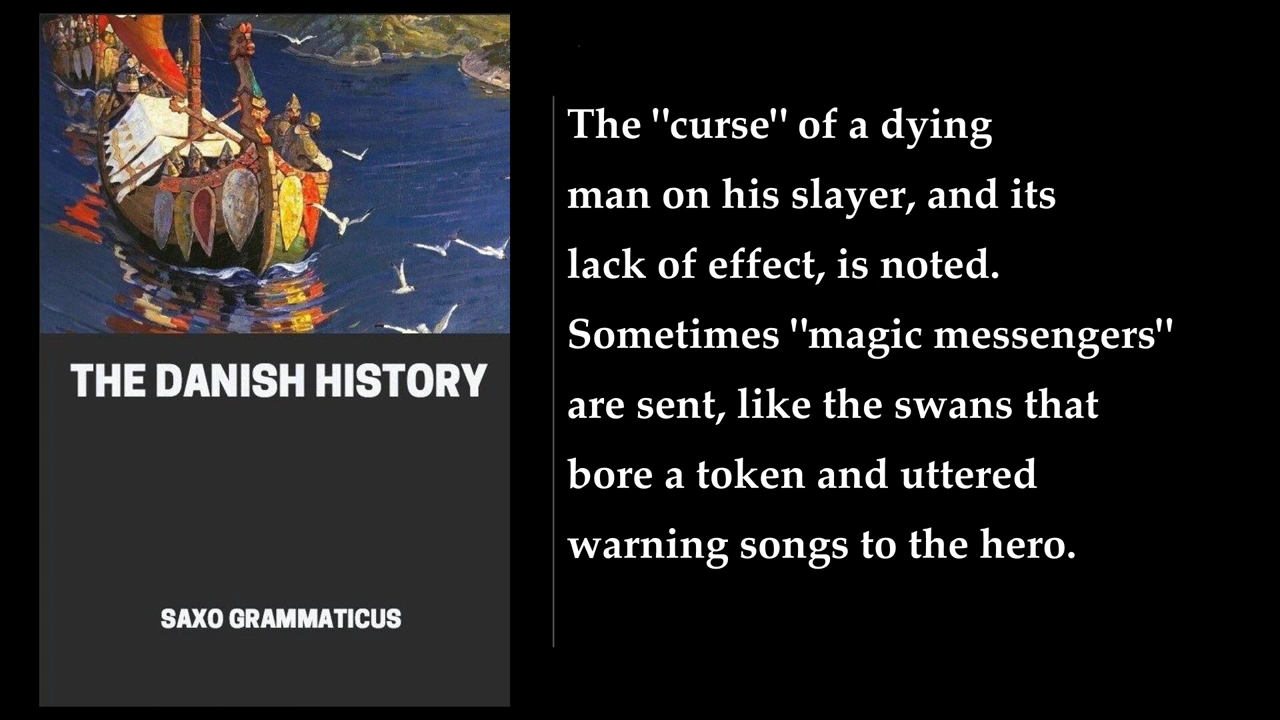 THE DANISH HISTORY
SAXO GRAMMATICUS
The "curse" of a dying
man on his slayer, and its
lack of effect, is noted.
Sometimes "magic messengers"
are sent, like the swans that
bore a token and uttered
warning songs to the hero.